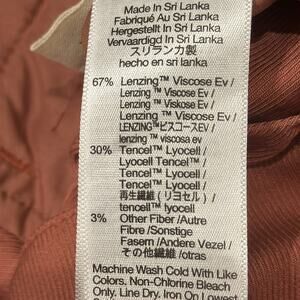 Made In Sri Lanka
Fabriqué Au Sri Lanka
Hergestellt In Sri Lanka
Vervaardigd In Sri Lanka
スリランカ製
hecho en sri lanka
67% Lenzing™ Viscose Ev /
Lenzing™ Viscose Ev /
Lenzing™ Viskose Ev /
Lenzing™ Viscose Ev /
LENZING™ビスコースEV /
lenzing™ viscosa ev
30% Tencel™ Lyocell /
Lyocell Tencel™ /
Tencel™ Lyocell /
Tencel™ Lyocell /
再生繊維 (リヨセル) /
tencel™ lyocell /
3% Other Fiber /Autre
Fibre /Sonstige
Fasern /Andere Vezel /
その他繊維 /otras
Machine Wash Cold With Like
Colors. Non-Chlorine Bleach
Only. Line Dry. Iron On Lowest